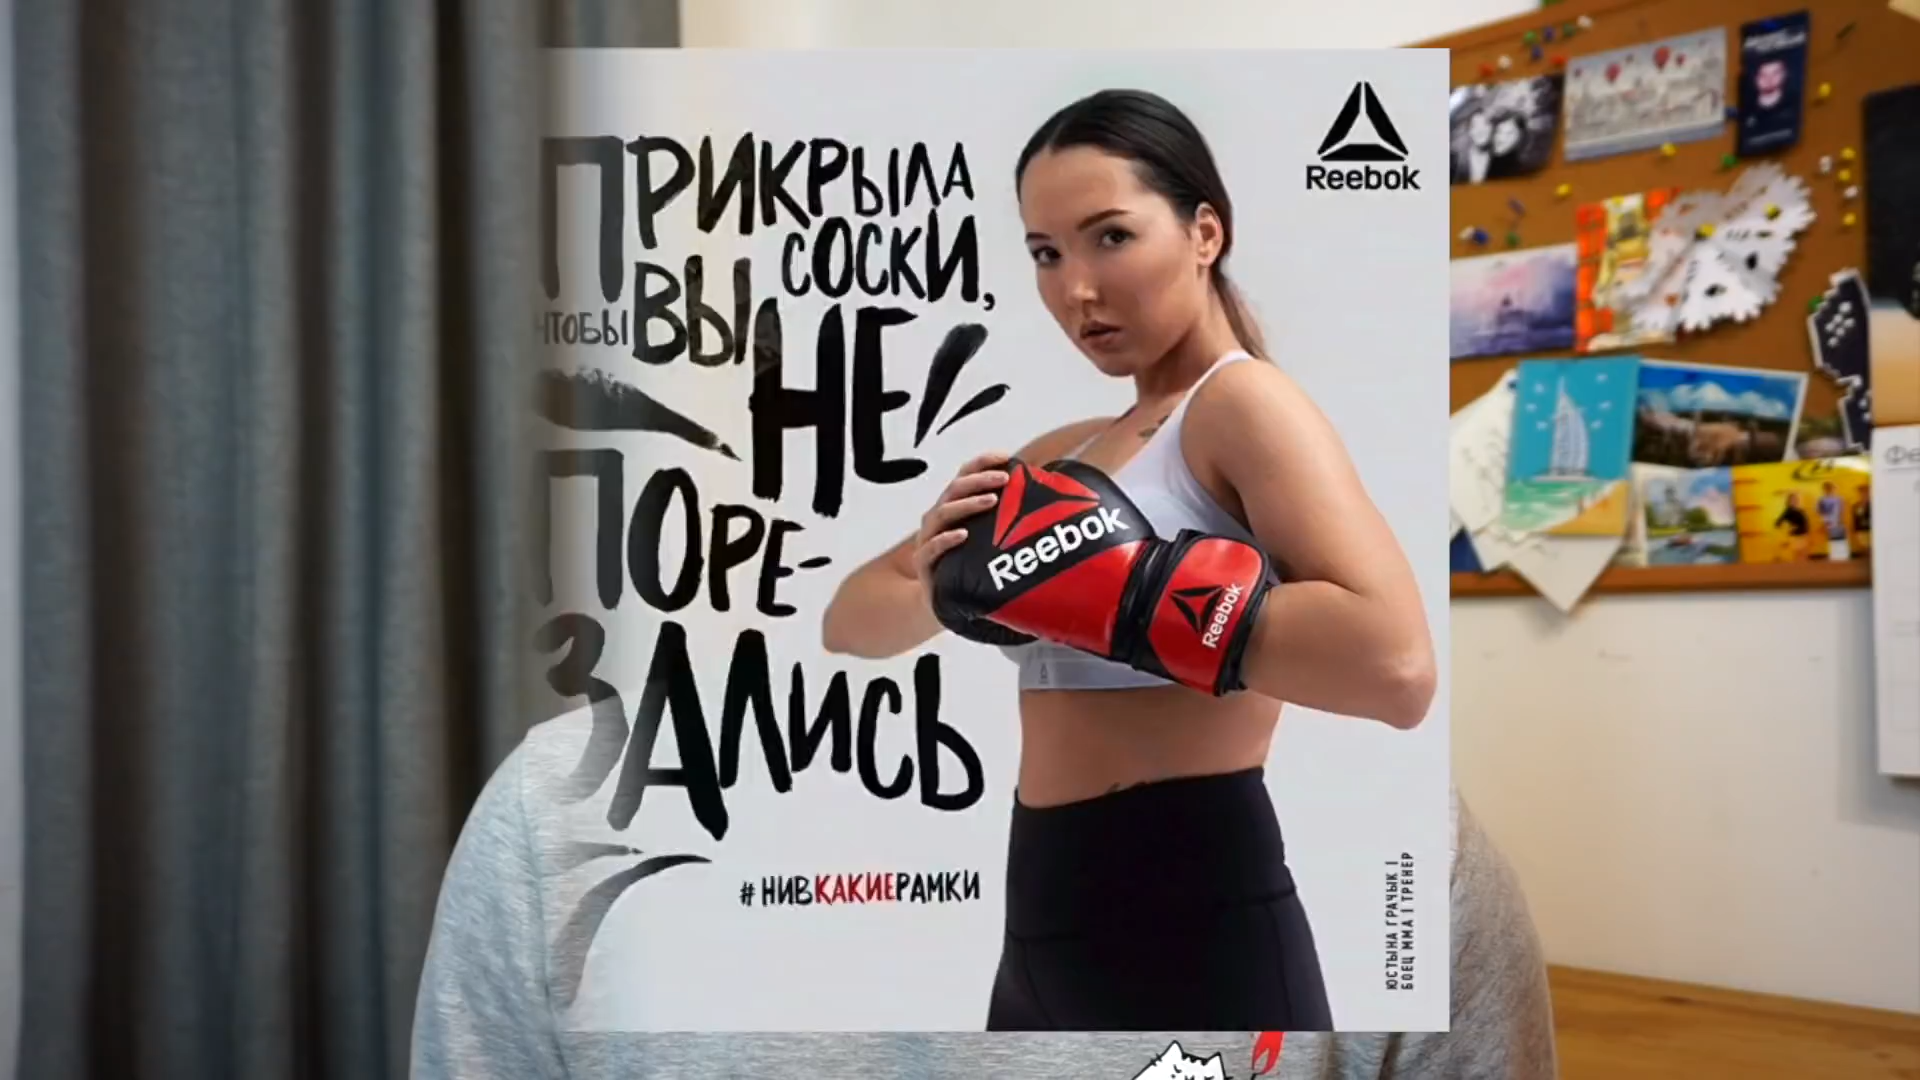 ПРИКРЫЛА
СОСКИ,
ЧТОБЫ ВЫ
НЕ
ПОРЕ-
ЗАЛИСЬ
#НИВКАКИЕРАМКИ
Reebok
Reebok
Reebok
ЮСТЫНА ГРАЧЫК |
БОЕЦ ММА | ТРЕНЕР